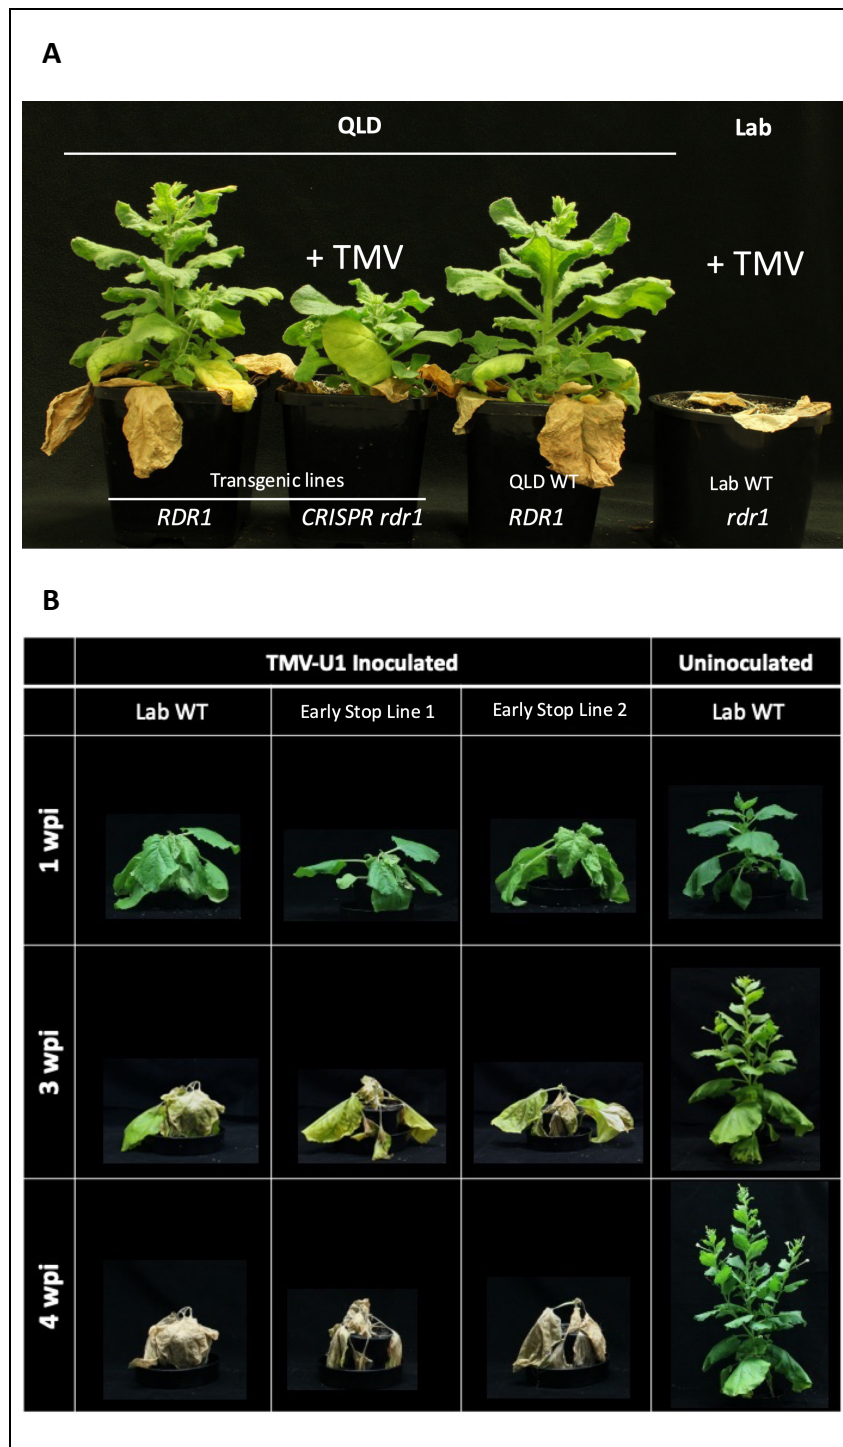 A
QLD
Lab
+ TMV
+ TMV
Transgenic lines
QLD WT
Lab WT
RDR1
CRISPR rdr1
RDR1
rdr1
B
TMV-U1 Inoculated
Uninoculated
Lab WT
Early Stop Line 1
Early Stop Line 2
Lab WT
1 wpi
3 wpi
4 wpi